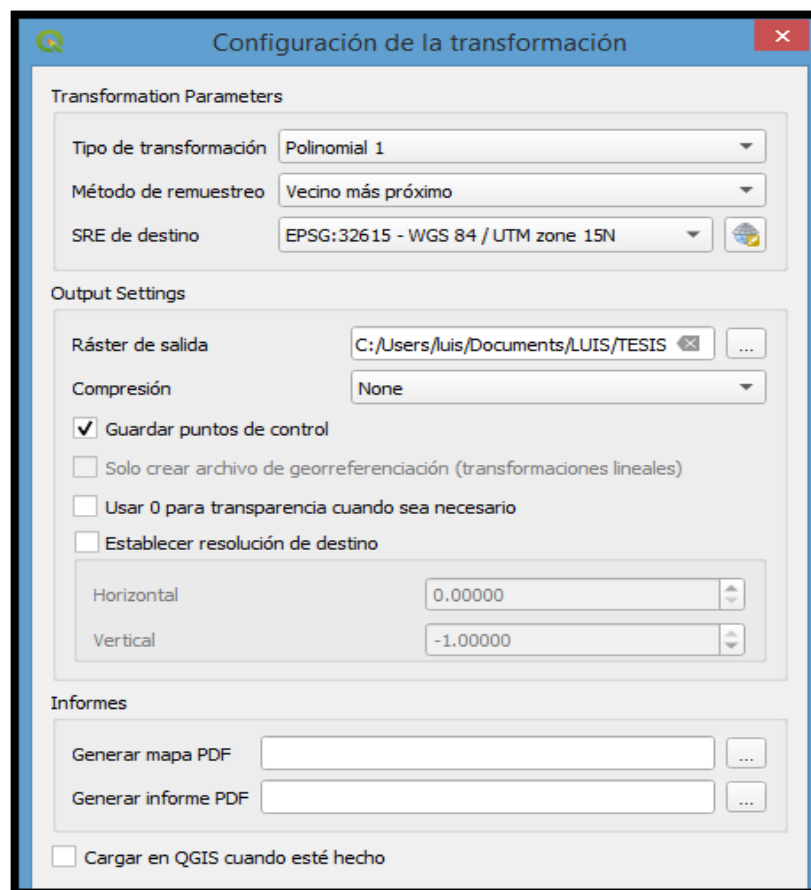 Configuración de la transformación
Transformation Parameters
Tipo de transformación Polinomial 1
Método de remuestreo Vecino más próximo
SRE de destino EPSG:32615 - WGS 84 / UTM zone 15N
Output Settings
Ráster de salida C:/Users/luis/Documents/LUIS/TESIS ...
Compresión None
Guardar puntos de control
Solo crear archivo de georreferenciación (transformaciones lineales)
Usar 0 para transparencia cuando sea necesario
Establecer resolución de destino
Horizontal 0.00000
Vertical -1.00000
Informes
Generar mapa PDF ...
Generar informe PDF ...
Cargar en QGIS cuando esté hecho